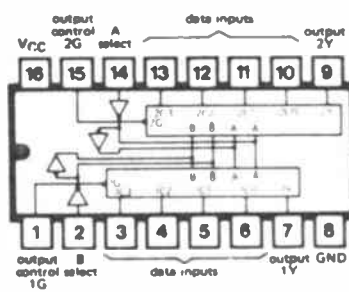 output control 2G
A select
data inputs
output 2Y
VCC
16 15 14 13 12 11 10 9
B B A A
B B A A
1 2 3 4 5 6 7 8
output control 1G
B select
data inputs
output 1Y
GND